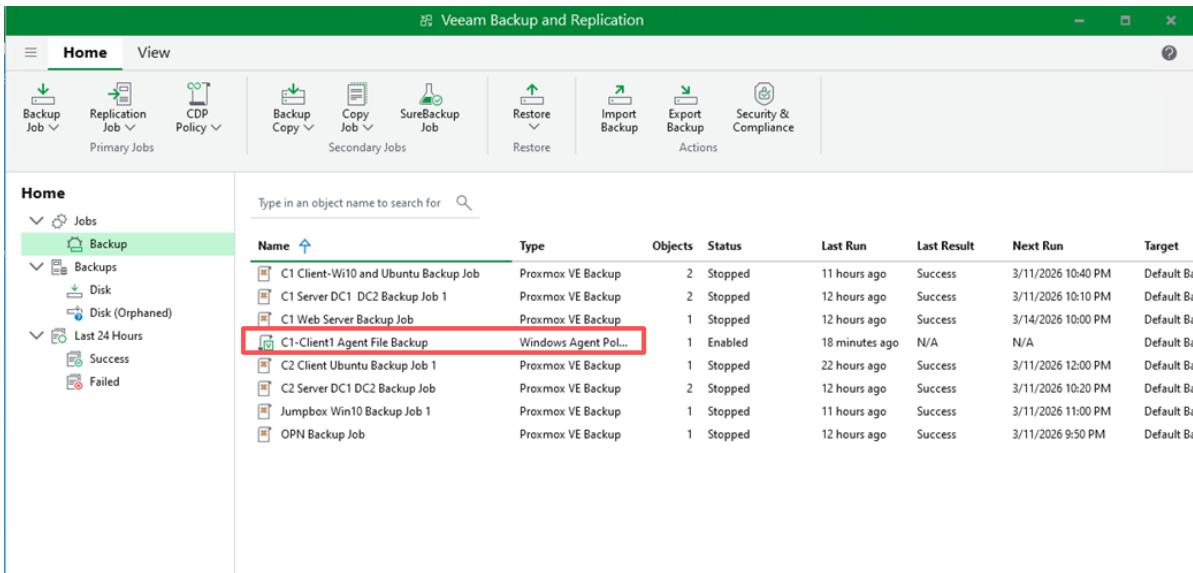 Veeam Backup and Replication
Home View
Backup Job
Replication Job
CDP Policy
Primary Jobs
Backup Copy
Copy Job
SureBackup Job
Secondary Jobs
Restore
Restore
Import Backup
Export Backup
Security & Compliance
Actions
Home
Jobs
Backup
Backups
Disk
Disk (Orphaned)
Last 24 Hours
Success
Failed
Type in an object name to search for
Name Type Objects Status Last Run Last Result Next Run Target
C1 Client-Wi10 and Ubuntu Backup Job Proxmox VE Backup 2 Stopped 11 hours ago Success 3/11/2026 10:40 PM Default Ba
C1 Server DC1 DC2 Backup Job 1 Proxmox VE Backup 2 Stopped 12 hours ago Success 3/11/2026 10:10 PM Default Ba
C1 Web Server Backup Job Proxmox VE Backup 1 Stopped 12 hours ago Success 3/14/2026 10:00 PM Default Ba
C1-Client1 Agent File Backup Windows Agent Pol... 1 Enabled 18 minutes ago N/A N/A Default Ba
C2 Client Ubuntu Backup Job 1 Proxmox VE Backup 1 Stopped 22 hours ago Success 3/11/2026 12:00 PM Default Ba
C2 Server DC1 DC2 Backup Job Proxmox VE Backup 2 Stopped 12 hours ago Success 3/11/2026 10:20 PM Default Ba
Jumpbox Win10 Backup Job 1 Proxmox VE Backup 1 Stopped 11 hours ago Success 3/11/2026 11:00 PM Default Ba
OPN Backup Job Proxmox VE Backup 1 Stopped 12 hours ago Success 3/11/2026 9:50 PM Default Ba